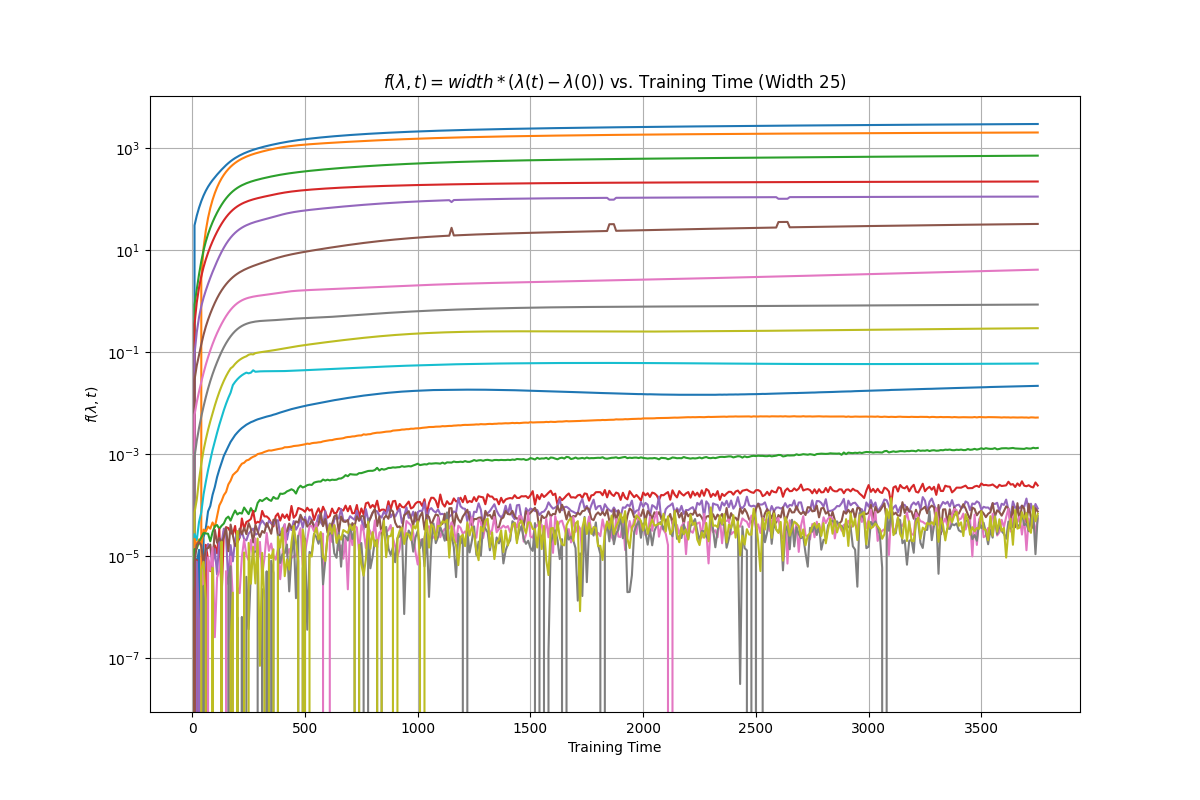 f(λ, t) = width * (λ(t) − λ(0)) vs. Training Time (Width 25)
f(λ, t)
10³
10¹
10⁻¹
10⁻³
10⁻⁵
10⁻⁷
0 500 1000 1500 2000 2500 3000 3500
Training Time